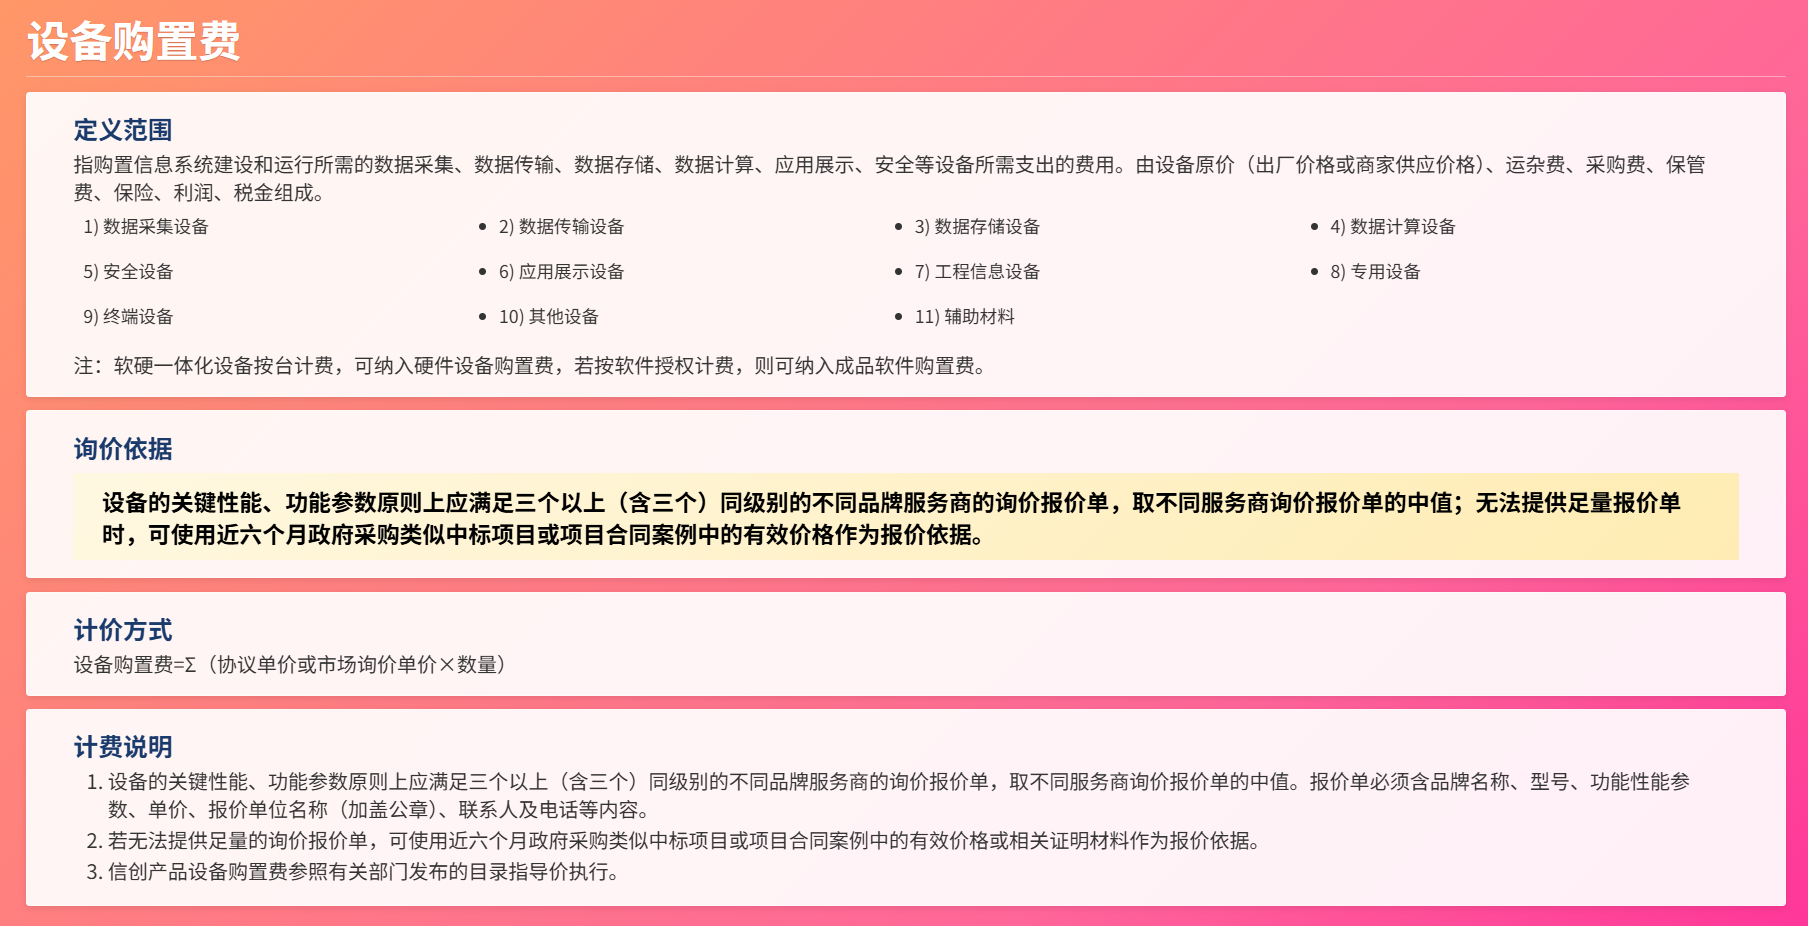 设备购置费
定义范围
指购置信息系统建设和运行所需的数据采集、数据传输、数据存储、数据计算、应用展示、安全等设备所需支出的费用。由设备原价（出厂价格或商家供应价格）、运杂费、采购费、保管
费、保险、利润、税金组成。
1) 数据采集设备 • 2) 数据传输设备 • 3) 数据存储设备 • 4) 数据计算设备
5) 安全设备 • 6) 应用展示设备 • 7) 工程信息设备 • 8) 专用设备
9) 终端设备 • 10) 其他设备 • 11) 辅助材料
注：软硬一体化设备按台计费，可纳入硬件设备购置费，若按软件授权计费，则可纳入成品软件购置费。
询价依据
设备的关键性能、功能参数原则上应满足三个以上（含三个）同级别的不同品牌服务商的询价报价单，取不同服务商询价报价单的中值；无法提供足量报价单
时，可使用近六个月政府采购类似中标项目或项目合同案例中的有效价格作为报价依据。
计价方式
设备购置费=Σ（协议单价或市场询价单价×数量）
计费说明
1. 设备的关键性能、功能参数原则上应满足三个以上（含三个）同级别的不同品牌服务商的询价报价单，取不同服务商询价报价单的中值。报价单必须含品牌名称、型号、功能性能参
数、单价、报价单位名称（加盖公章）、联系人及电话等内容。
2. 若无法提供足量的询价报价单，可使用近六个月政府采购类似中标项目或项目合同案例中的有效价格或相关证明材料作为报价依据。
3. 信创产品设备购置费参照有关部门发布的目录指导价执行。